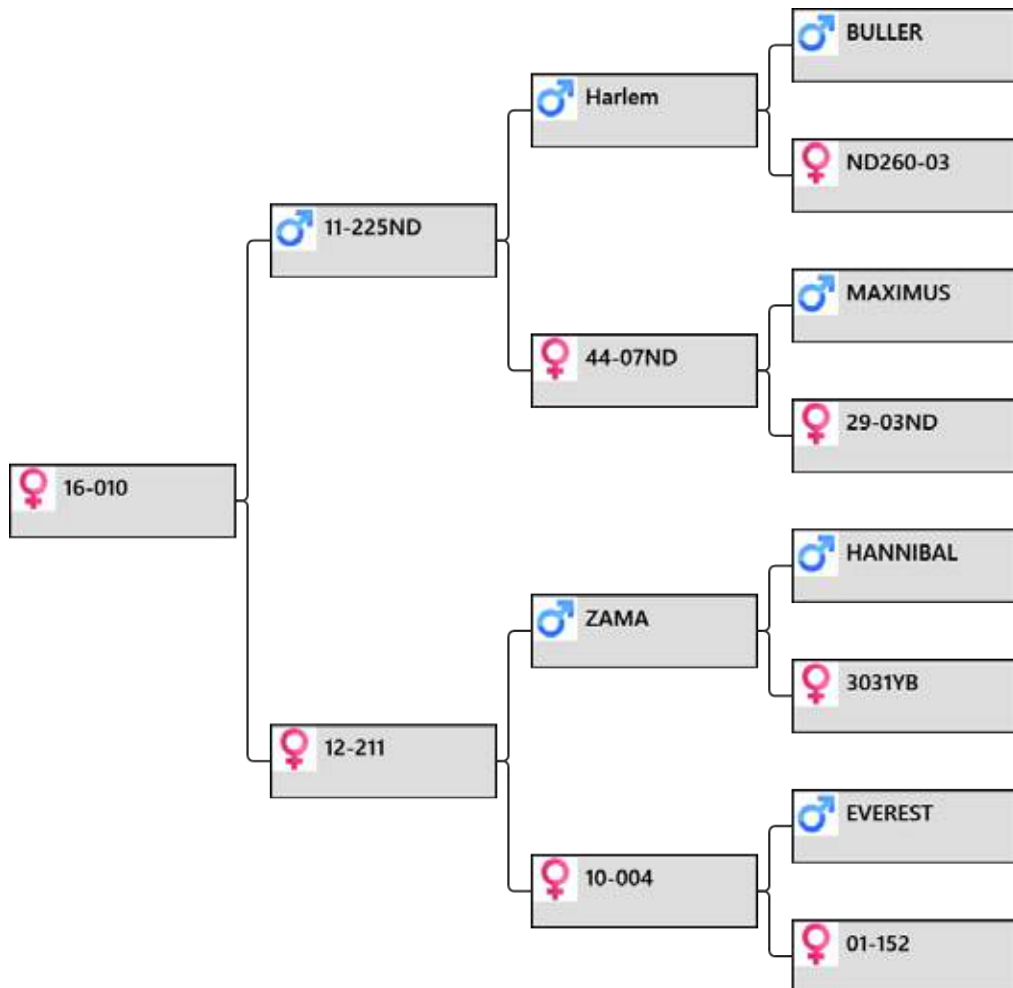 BULLER
Harlem
ND260-03
11-225ND
MAXIMUS
44-07ND
29-03ND
16-010
HANNIBAL
ZAMA
3031YB
12-211
EVEREST
10-004
01-152